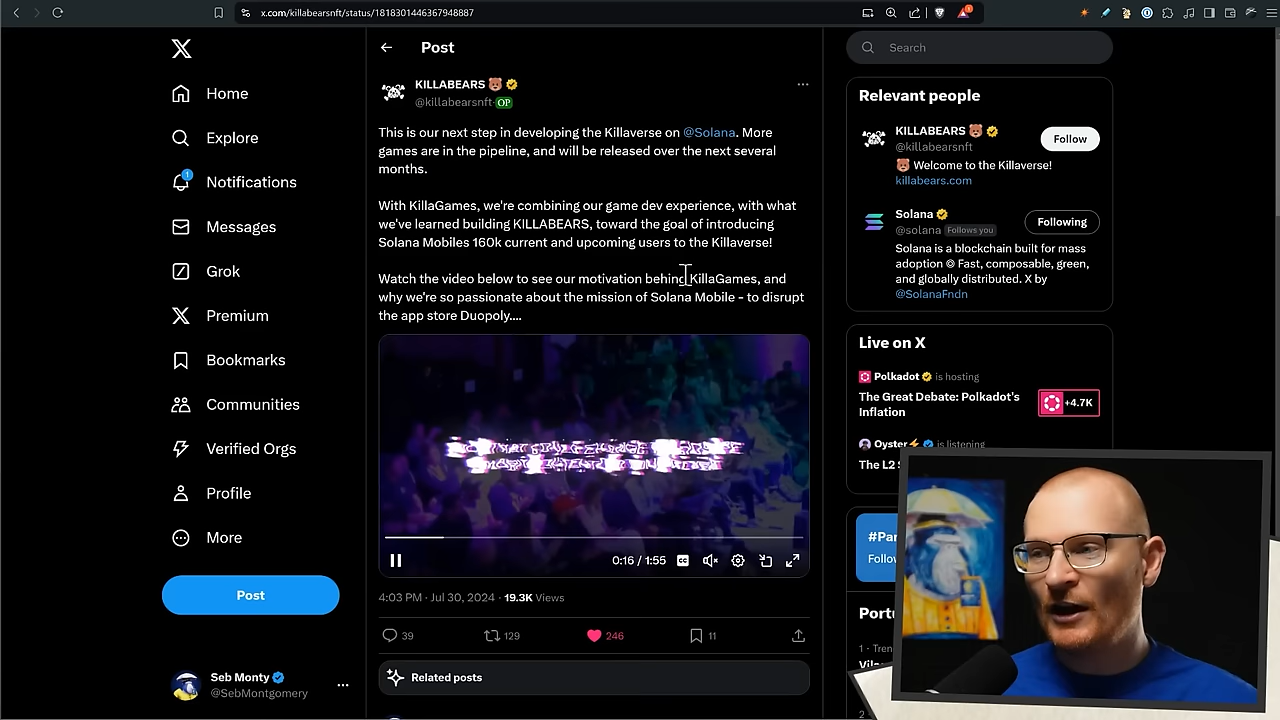 x.com/killabearsnft/status/1818301446367948887
Home
Explore
1
Notifications
Messages
Grok
Premium
Bookmarks
Communities
Verified Orgs
Profile
More
Post
Seb Monty
@SebMontgomery
Post
KILLABEARS 🐻
@killabearsnft OP
This is our next step in developing the Killaverse on @Solana. More
games are in the pipeline, and will be released over the next several
months.
With KillaGames, we're combining our game dev experience, with what
we've learned building KILLABEARS, toward the goal of introducing
Solana Mobiles 160k current and upcoming users to the Killaverse!
Watch the video below to see our motivation behind KillaGames, and
why we're so passionate about the mission of Solana Mobile - to disrupt
the app store Duopoly....
0:16 / 1:55
4:03 PM · Jul 30, 2024 · 19.3K Views
39
129
246
11
Related posts
Search
Relevant people
KILLABEARS 🐻
@killabearsnft
Follow
🐻 Welcome to the Killaverse!
killabears.com
Solana
@solana Follows you
Following
Solana is a blockchain built for mass
adoption © Fast, composable, green,
and globally distributed. X by
@SolanaFndn
Live on X
Polkadot is hosting
The Great Debate: Polkadot's
Inflation
+4.7K
Oyster⚡ is listening
The L2
#Par
Follo
1 · Tren
2